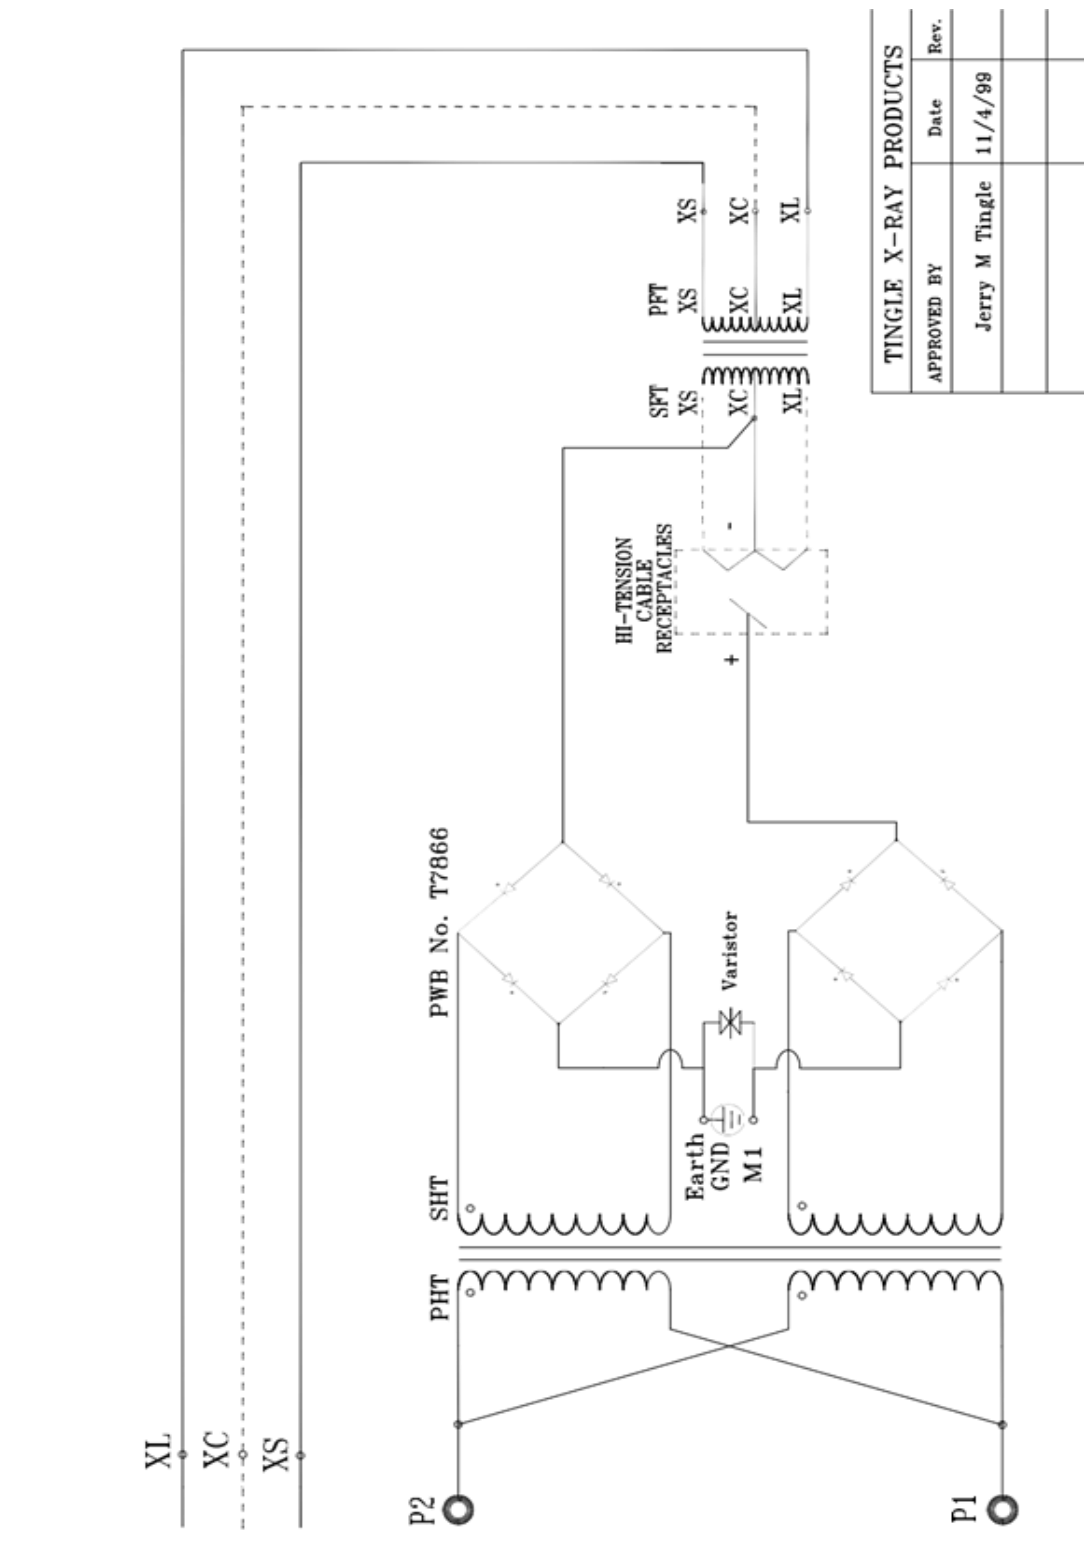 TINGLE X-RAY PRODUCTS
APPROVED BY Date Rev.
Jerry M Tingle 11/4/99
XS
XC
XL
PFT
XS
XC
XL
SFT
XS
XC
XL
-
HI-TENSION
CABLE
RECEPTACLES
+
PWB No. T7866
Varistor
Earth
GND
M1
SHT
PHT
XL
XC
XS
P2
P1